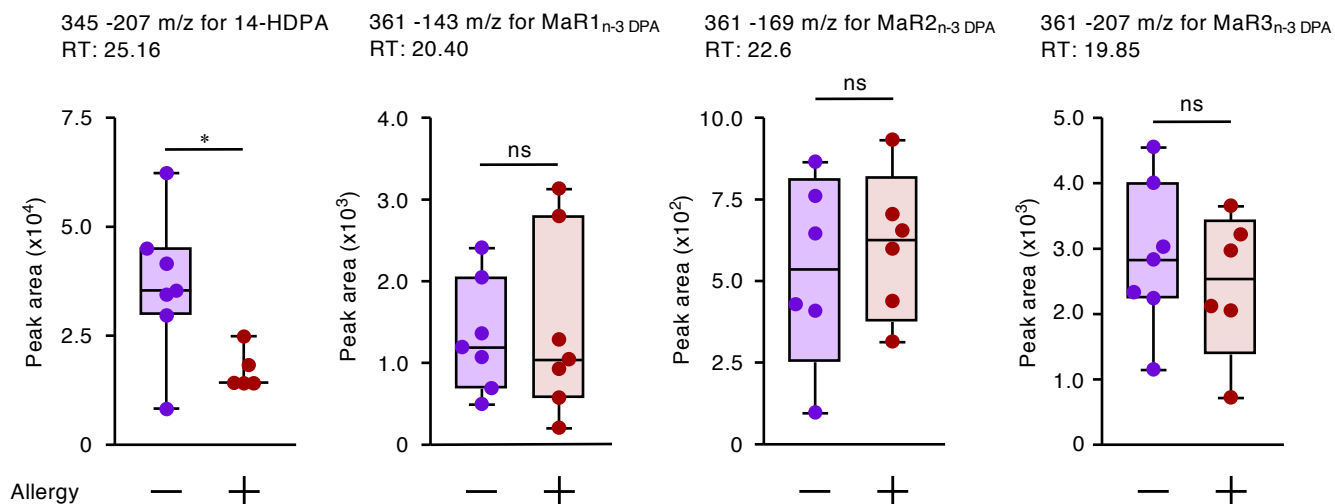 345 -207 m/z for 14-HDPA
RT: 25.16
Peak area (x10⁴)
7.5
5.0
2.5
0
*
361 -143 m/z for MaR1n-3 DPA
RT: 20.40
Peak area (x10³)
4.0
3.0
2.0
1.0
0
ns
361 -169 m/z for MaR2n-3 DPA
RT: 22.6
Peak area (x10²)
10.0
7.5
5.0
2.5
0
ns
361 -207 m/z for MaR3n-3 DPA
RT: 19.85
Peak area (x10³)
5.0
4.0
3.0
2.0
1.0
0
ns
Allergy − + − + − + − +